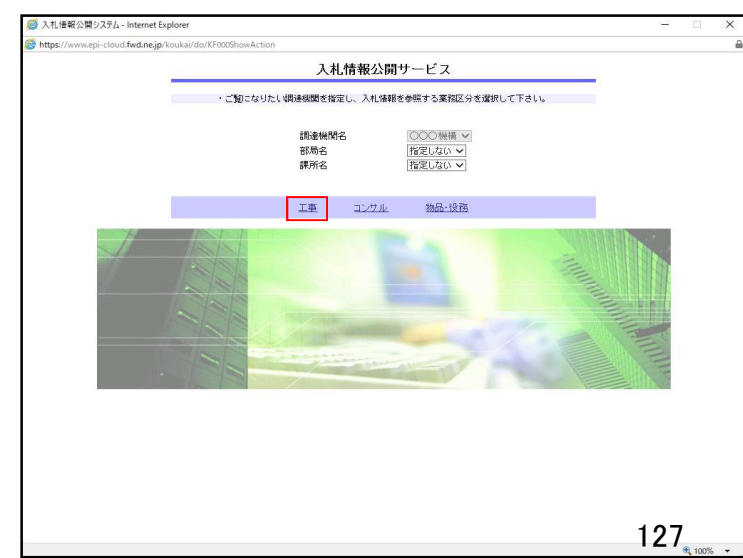 入札情報公開システム - Internet Explorer
https://www.epi-cloud.fwd.ne.jp/koukai/do/KF000ShowAction
入札情報公開サービス
・ご覧になりたい調達機関を指定し、入札情報を参照する業務区分を選択して下さい。
調達機関名 〇〇〇機構
部局名 指定しない
課所名 指定しない
工事 コンサル 物品・役務
127
100%